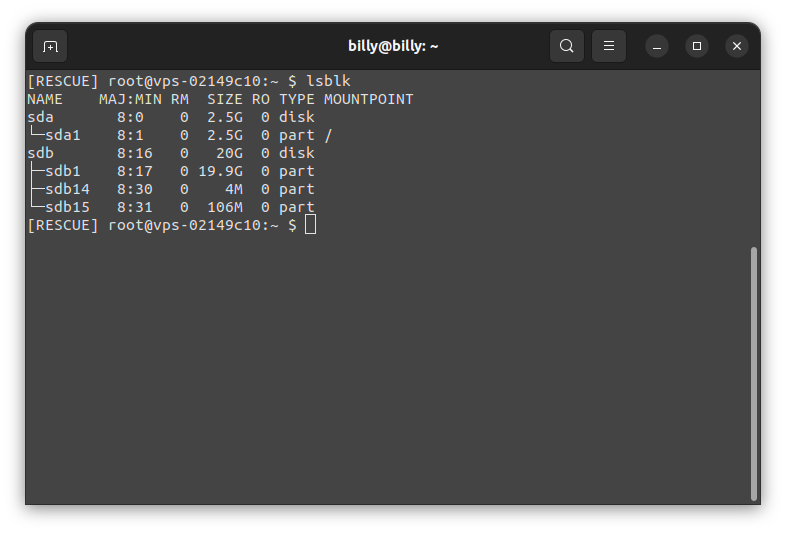 billy@billy: ~
[RESCUE] root@vps-02149c10:~ $ lsblk
NAME    MAJ:MIN RM  SIZE RO TYPE MOUNTPOINT
sda       8:0    0  2.5G  0 disk
└─sda1    8:1    0  2.5G  0 part /
sdb       8:16   0   20G  0 disk
├─sdb1    8:17   0 19.9G  0 part
├─sdb14   8:30   0    4M  0 part
└─sdb15   8:31   0  106M  0 part
[RESCUE] root@vps-02149c10:~ $